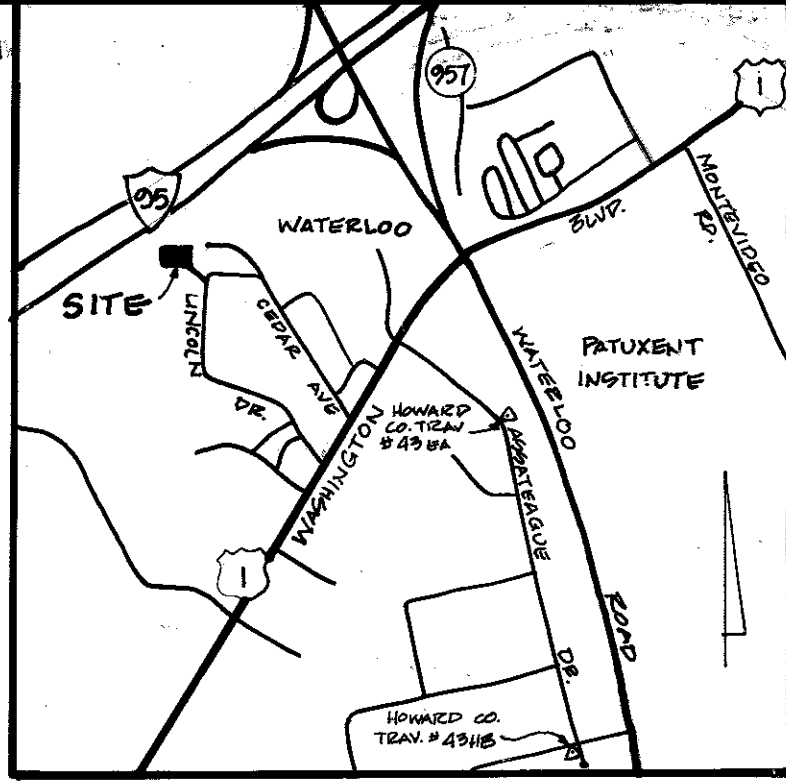 957
1
95
WATERLOO
BLVD.
MONTEVIDEO
RD.
SITE
LINCOLN
DR.
CEDAR
AVE
WASHINGTON
HOWARD
CO. TRAV
# 43 EA
WATERLOO
ROAD
PATUXENT
INSTITUTE
ASSATEAGUE
DR.
1
HOWARD CO.
TRAV. # 43HB